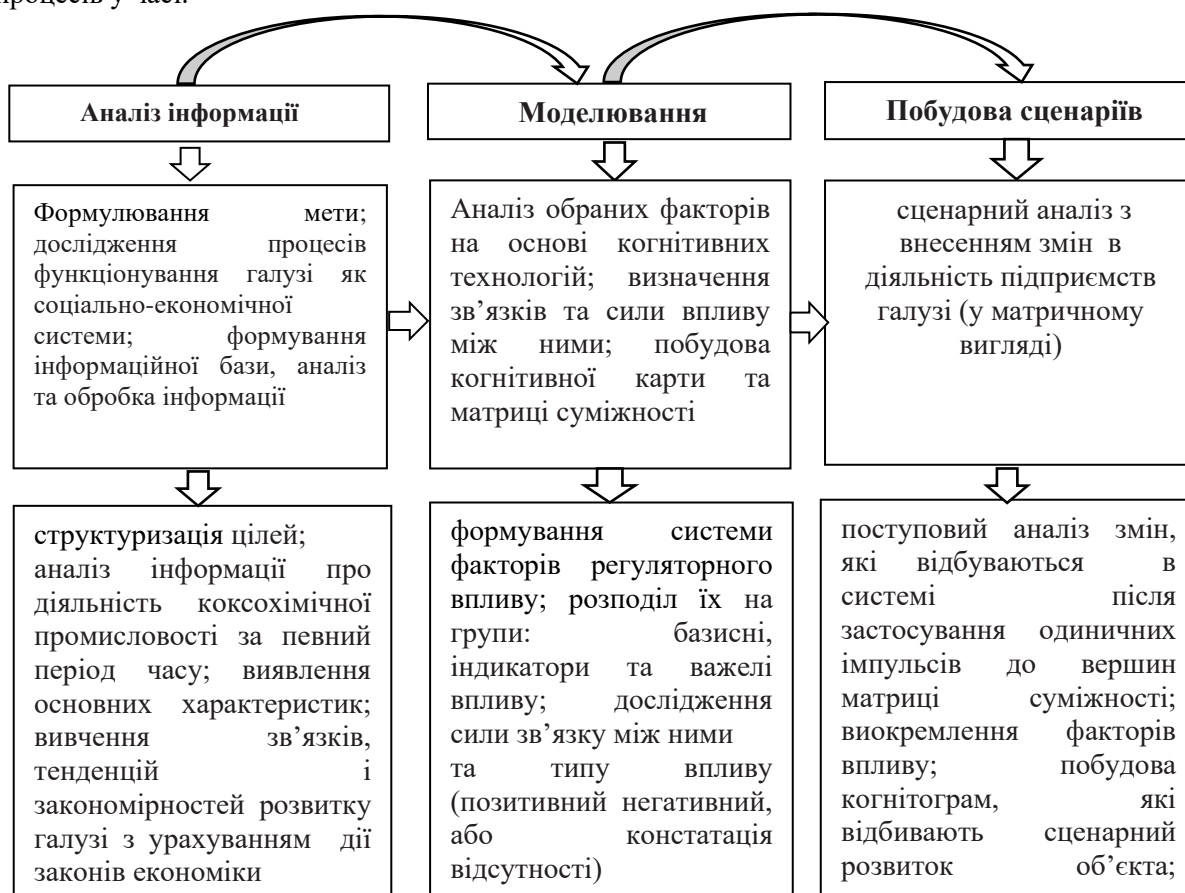 процесів у часі.
Аналіз інформації
Моделювання
Побудова сценаріїв
Формулювання мети;
дослідження процесів
функціонування галузі як
соціально-економічної
системи; формування
інформаційної бази, аналіз
та обробка інформації
Аналіз обраних факторів
на основі когнітивних
технологій; визначення
зв’язків та сили впливу
між ними; побудова
когнітивної карти та
матриці суміжності
сценарний аналіз з
внесенням змін в
діяльність підприємств
галузі (у матричному
вигляді)
структуризація цілей;
аналіз інформації про
діяльність коксохімічної
промисловості за певний
період часу; виявлення
основних характеристик;
вивчення зв’язків,
тенденцій і
закономірностей розвитку
галузі з урахуванням дії
законів економіки
формування системи
факторів регуляторного
впливу; розподіл їх на
групи: базисні,
індикатори та важелі
впливу; дослідження
сили зв’язку між ними
та типу впливу
(позитивний негативний,
або констатація
відсутності)
поступовий аналіз змін,
які відбуваються в
системі після
застосування одиничних
імпульсів до вершин
матриці суміжності;
виокремлення факторів
впливу; побудова
когнітограм, які
відбивають сценарний
розвиток об’єкта;